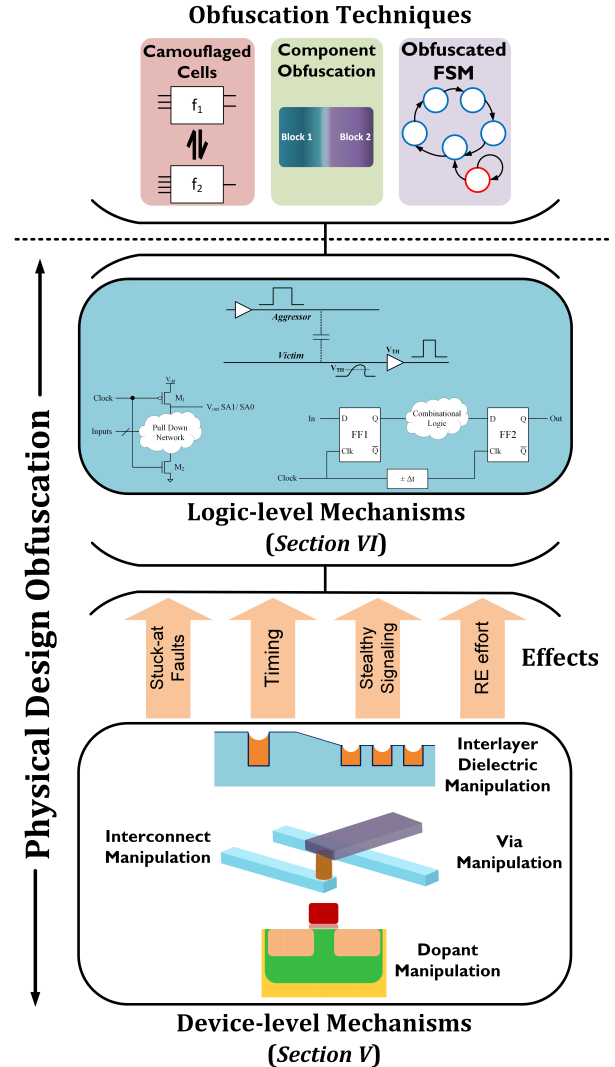 Obfuscation Techniques
Camouflaged
Cells
f1
f2
Component
Obfuscation
Block 1
Block 2
Obfuscated
FSM
Physical Design Obfuscation
Aggressor
Victim
VTH
VTH
Clock
Vdd
M1
Vout SA1/ SA0
Inputs
Pull Down
Network
M2
In
D Q
FF1
Clk Q
Combinational
Logic
D Q
FF2
Clk Q
Out
Clock
± Δt
Logic-level Mechanisms
(Section VI)
Stuck-at
Faults
Timing
Stealthy
Signaling
RE effort
Effects
Interlayer
Dielectric
Manipulation
Interconnect
Manipulation
Via
Manipulation
Dopant
Manipulation
Device-level Mechanisms
(Section V)